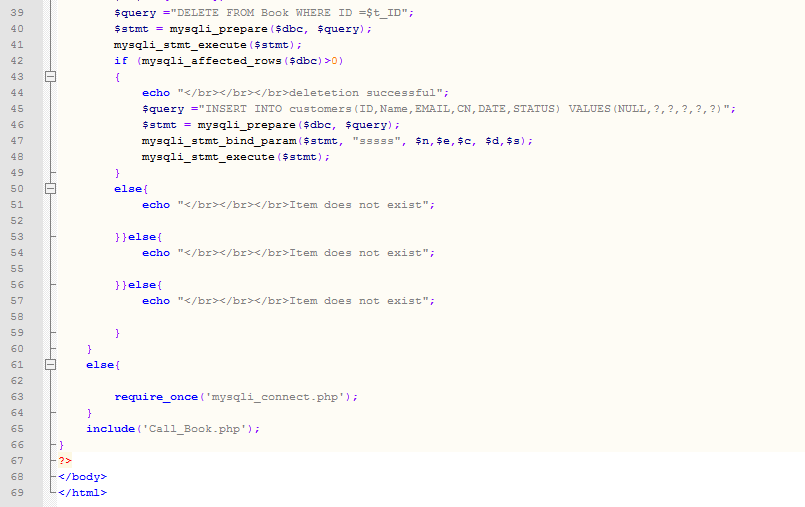 39 $query ="DELETE FROM Book WHERE ID =$t_ID";
40 $stmt = mysqli_prepare($dbc, $query);
41 mysqli_stmt_execute($stmt);
42 if (mysqli_affected_rows($dbc)>0)
43 {
44 echo "</br></br></br>deletetion successful";
45 $query ="INSERT INTO customers(ID,Name,EMAIL,CN,DATE,STATUS) VALUES(NULL,?,?,?,?,?)";
46 $stmt = mysqli_prepare($dbc, $query);
47 mysqli_stmt_bind_param($stmt, "sssss", $n,$e,$c, $d,$s);
48 mysqli_stmt_execute($stmt);
49 }
50 else{
51 echo "</br></br></br>Item does not exist";
52
53 }}else{
54 echo "</br></br></br>Item does not exist";
55
56 }}else{
57 echo "</br></br></br>Item does not exist";
58
59 }
60 }
61 else{
62
63 require_once('mysqli_connect.php');
64 }
65 include('Call_Book.php');
66 }
67 ?>
68 </body>
69 </html>